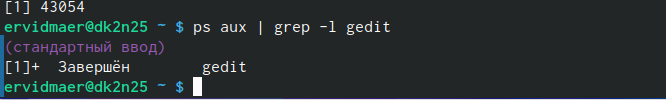 [1] 43054
ervidmaer@dk2n25 ~ $ ps aux | grep -l gedit
(стандартный ввод)
[1]+  Завершён        gedit
ervidmaer@dk2n25 ~ $